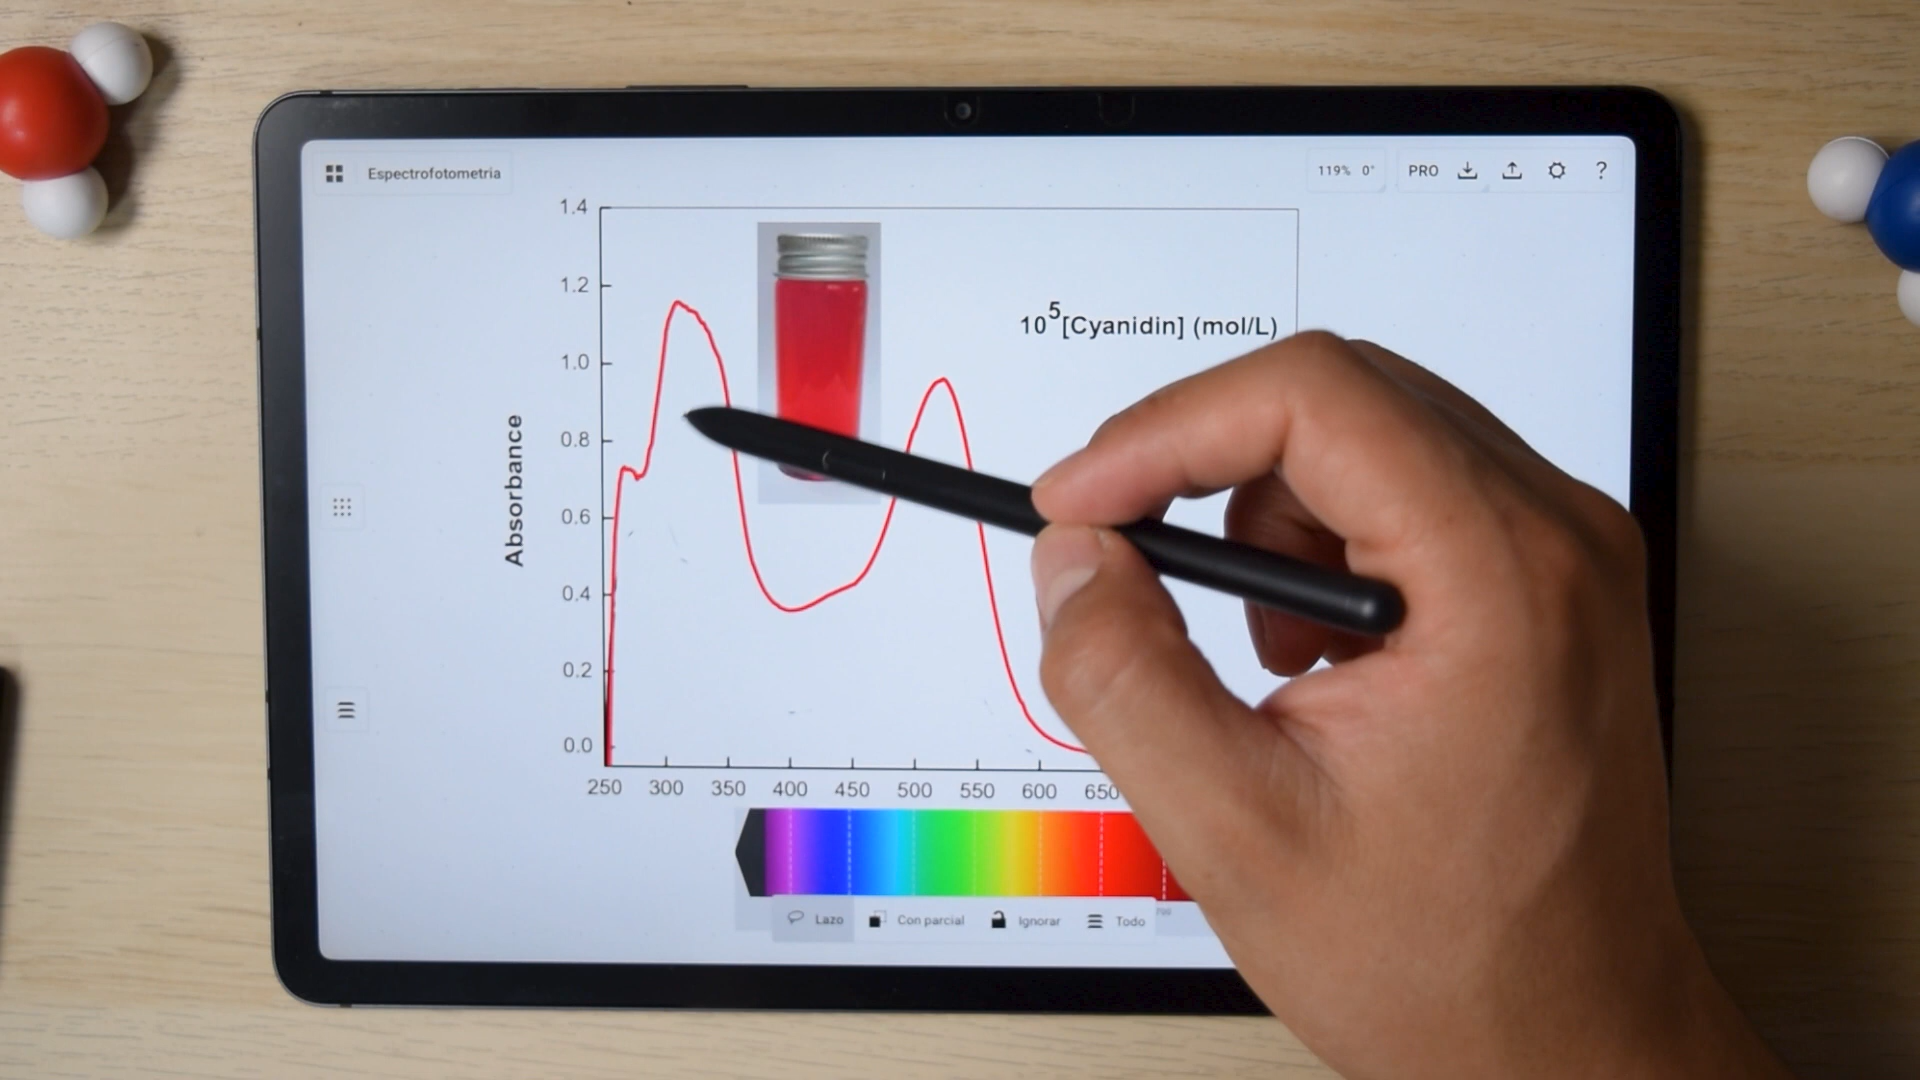 Espectrofotometria
119% 0°
PRO
?
1.4
1.2
1.0
0.8
0.6
0.4
0.2
0.0
Absorbance
10⁵[Cyanidin] (mol/L)
250 300 350 400 450 500 550 600 650
Lazo
Con parcial
Ignorar
Todo